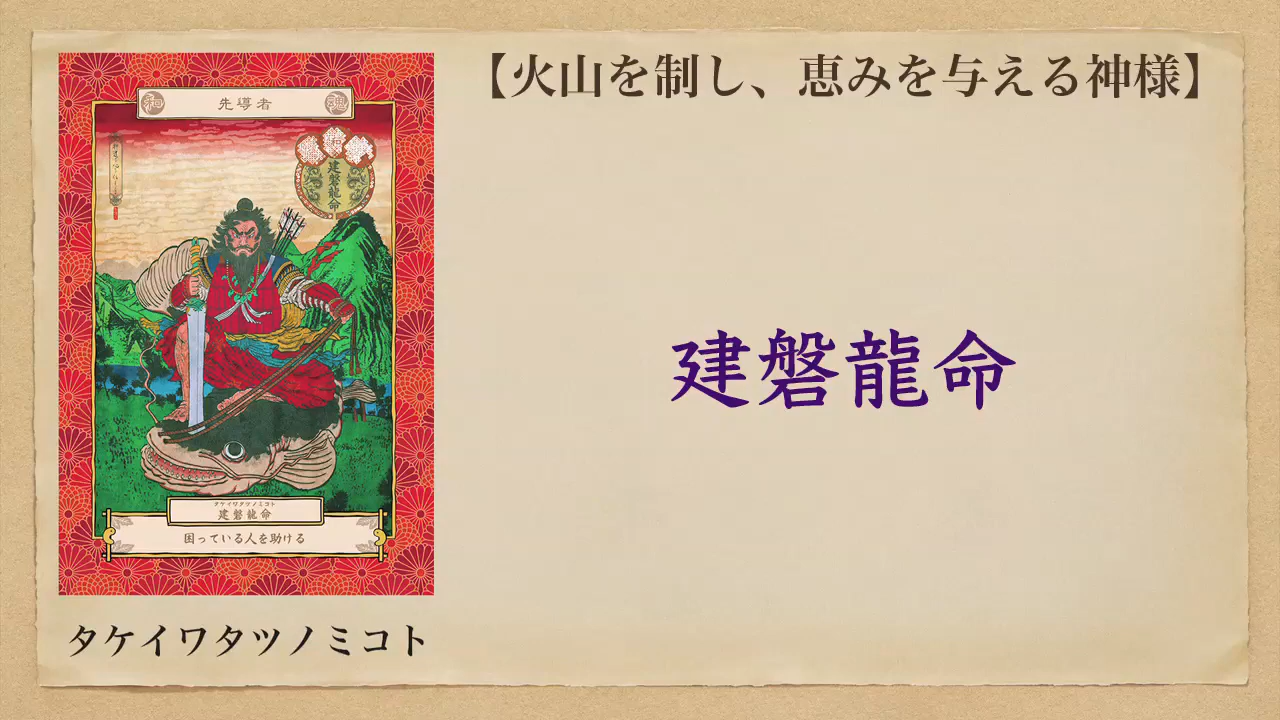 【火山を制し、恵みを与える神様】
先導者
建磐龍命
建磐龍命
タケイワタツノミコト
建磐龍命
困っている人を助ける
タケイワタツノミコト